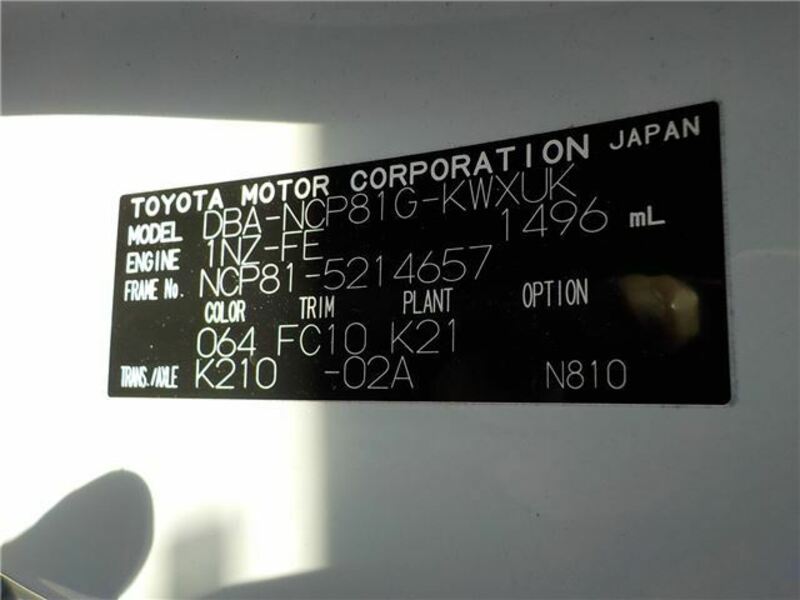 TOYOTA MOTOR CORPORATION JAPAN
MODEL DBA-NCP81G-KWXUK
ENGINE 1NZ-FE 1496 mL
FRAME No. NCP81-5214657
COLOR TRIM PLANT OPTION
064 FC10 K21
TRANS./AXLE K210 -02A N810